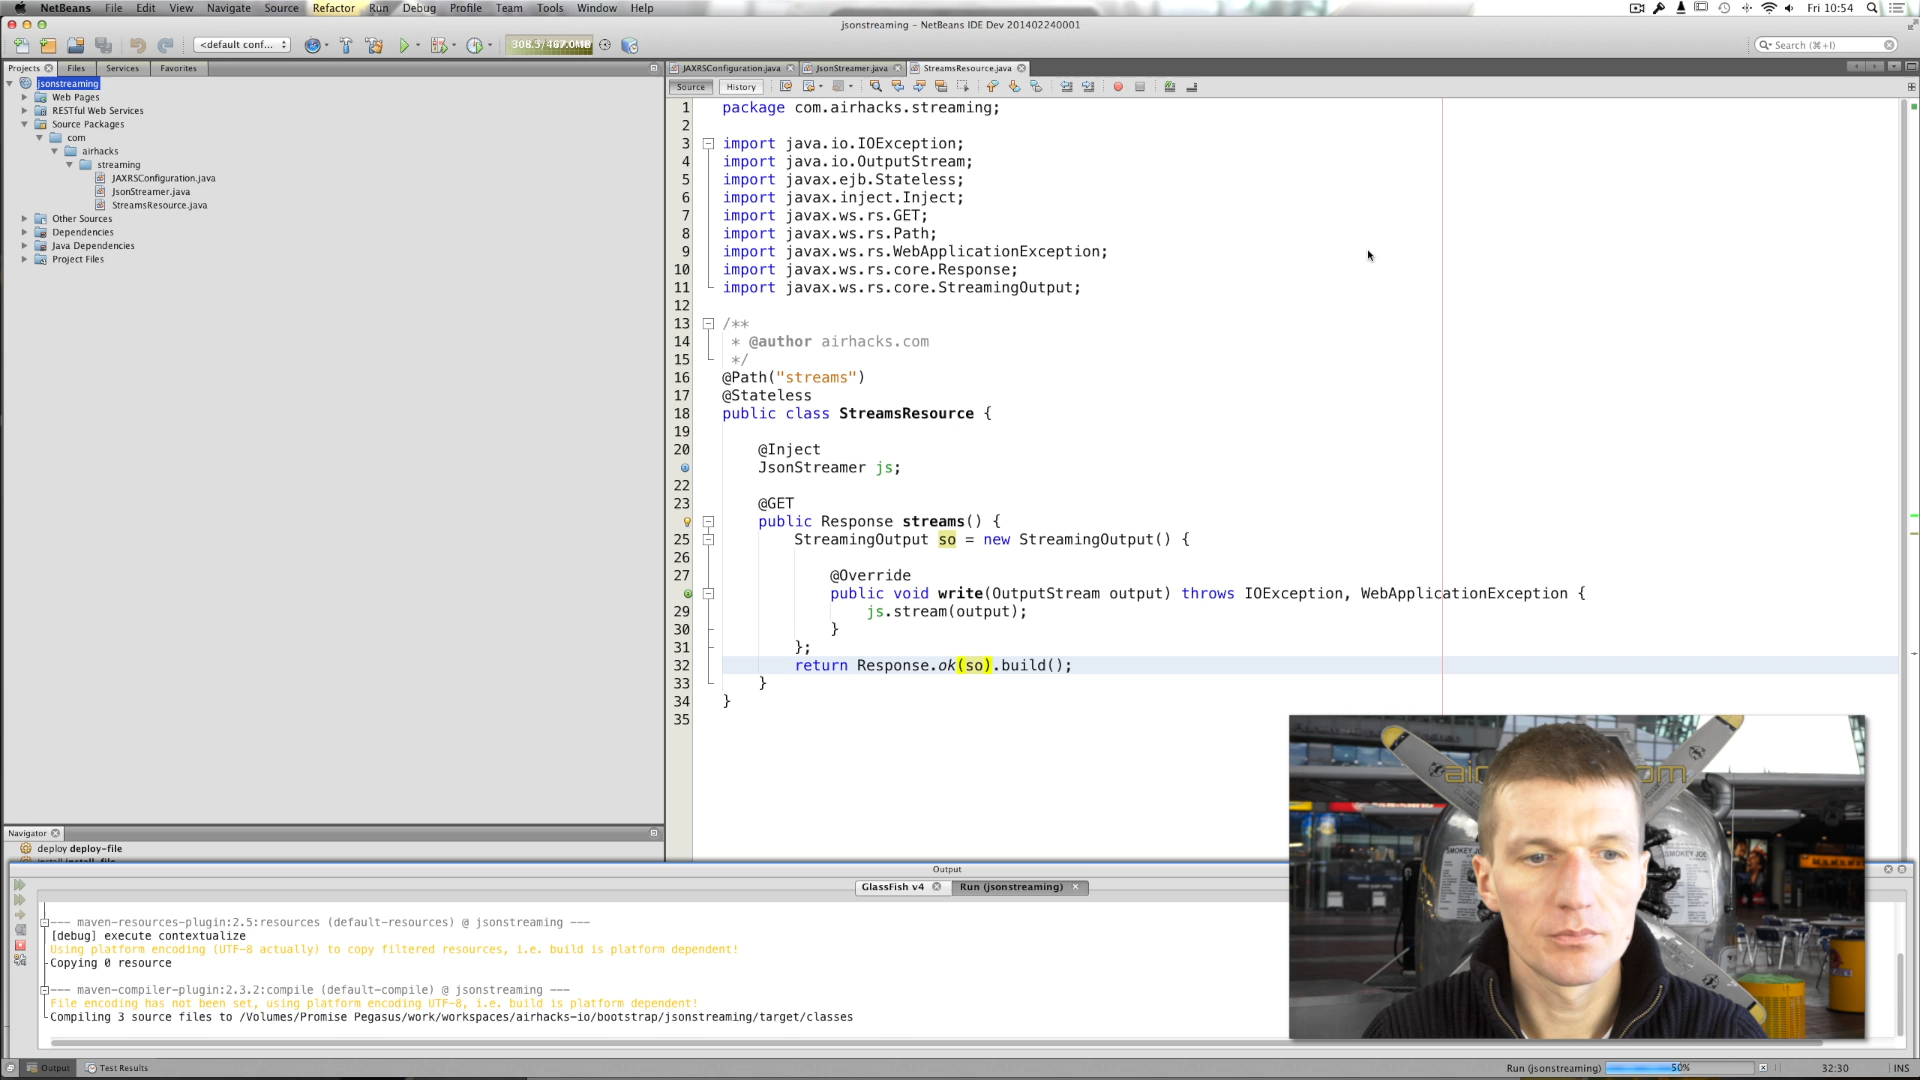 NetBeans File Edit View Navigate Source Refactor Run Debug Profile Team Tools Window Help
Fri 10:54
jsonstreaming – NetBeans IDE Dev 201402240001
<default conf...
308.3/467.0MB
Search (⌘+I)
Projects Files Services Favorites
jsonstreaming
Web Pages
RESTful Web Services
Source Packages
com
airhacks
streaming
JAXRSConfiguration.java
JsonStreamer.java
StreamsResource.java
Other Sources
Dependencies
Java Dependencies
Project Files
JAXRSConfiguration.java JsonStreamer.java StreamsResource.java
Source History
1 package com.airhacks.streaming;
2
3 import java.io.IOException;
4 import java.io.OutputStream;
5 import javax.ejb.Stateless;
6 import javax.inject.Inject;
7 import javax.ws.rs.GET;
8 import javax.ws.rs.Path;
9 import javax.ws.rs.WebApplicationException;
10 import javax.ws.rs.core.Response;
11 import javax.ws.rs.core.StreamingOutput;
12
13 /**
14 * @author airhacks.com
15 */
16 @Path("streams")
17 @Stateless
18 public class StreamsResource {
19
20 @Inject
JsonStreamer js;
22
23 @GET
public Response streams() {
25 StreamingOutput so = new StreamingOutput() {
26
27 @Override
public void write(OutputStream output) throws IOException, WebApplicationException {
29 js.stream(output);
30 }
31 };
32 return Response.ok(so).build();
33 }
34 }
35
Navigator
deploy deploy-file
install install-file
Output
GlassFish v4 Run (jsonstreaming)
--- maven-resources-plugin:2.5:resources (default-resources) @ jsonstreaming ---
[debug] execute contextualize
Using platform encoding (UTF-8 actually) to copy filtered resources, i.e. build is platform dependent!
Copying 0 resource
--- maven-compiler-plugin:2.3.2:compile (default-compile) @ jsonstreaming ---
File encoding has not been set, using platform encoding UTF-8, i.e. build is platform dependent!
Compiling 3 source files to /Volumes/Promise Pegasus/work/workspaces/airhacks-io/bootstrap/jsonstreaming/target/classes
SMOKEY JOE
SMOKEY JOE
Output Test Results
Run (jsonstreaming) 50% 32:30 INS